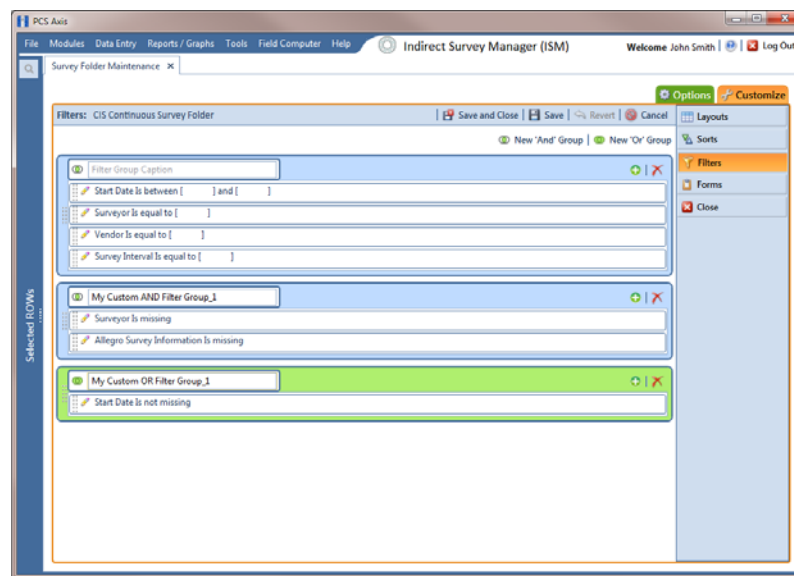 PCS Axis
File Modules Data Entry Reports / Graphs Tools Field Computer Help Indirect Survey Manager (ISM) Welcome John Smith | | Log Out
Survey Folder Maintenance
Options Customize
Filters: CIS Continuous Survey Folder | Save and Close | Save | Revert | Cancel
Layouts
New 'And' Group | New 'Or' Group
Sorts
Filters
Forms
Close
Filter Group Caption
Start Date Is between [ ] and [ ]
Surveyor Is equal to [ ]
Vendor Is equal to [ ]
Survey Interval Is equal to [ ]
My Custom AND Filter Group_1
Surveyor Is missing
Allegro Survey Information Is missing
My Custom OR Filter Group_1
Start Date Is not missing
Selected ROWs